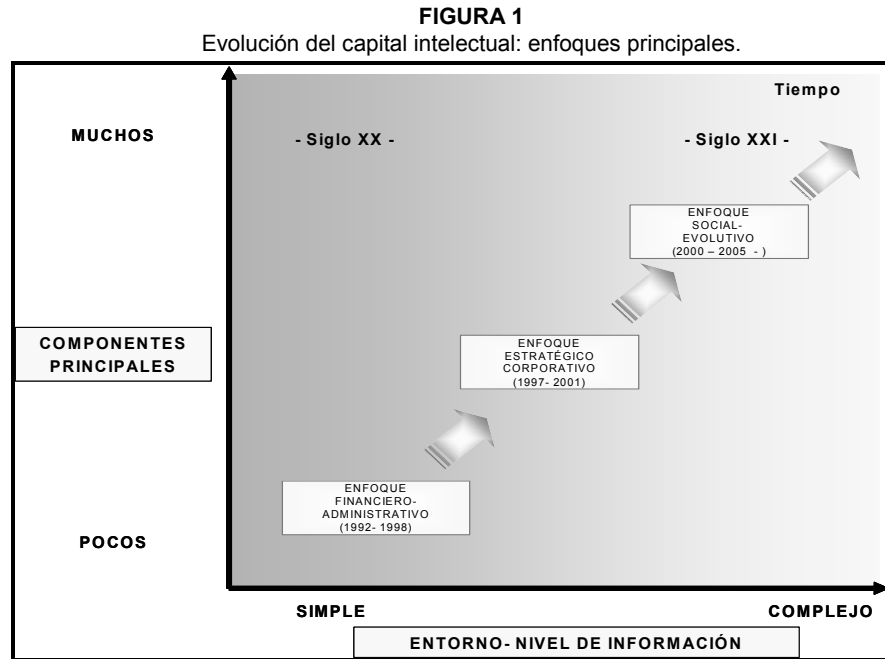 FIGURA 1
Evolución del capital intelectual: enfoques principales.
Tiempo
MUCHOS
- Siglo XX -
- Siglo XXI -
ENFOQUE
SOCIAL-
EVOLUTIVO
(2000 – 2005 - )
COMPONENTES
PRINCIPALES
ENFOQUE
ESTRATÉGICO
CORPORATIVO
(1997- 2001)
ENFOQUE
FINANCIERO-
ADMINISTRATIVO
(1992- 1998)
POCOS
SIMPLE
COMPLEJO
ENTORNO- NIVEL DE INFORMACIÓN